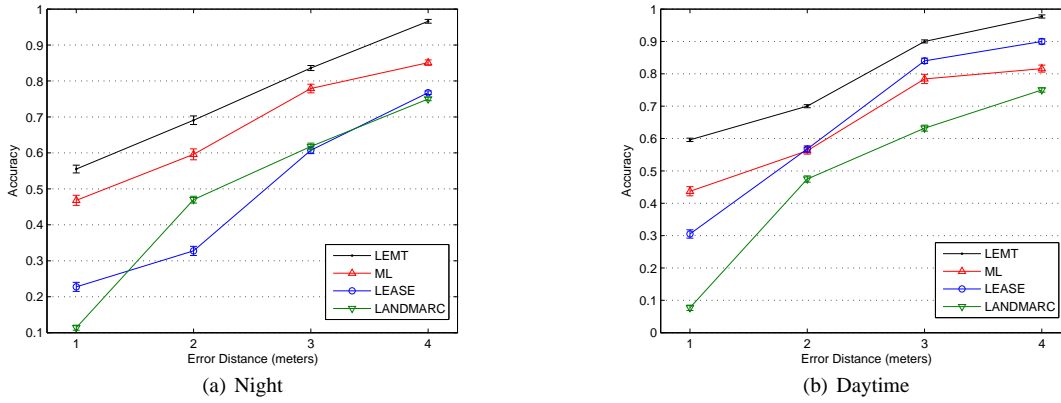 1
0.9
0.8
0.7
0.6
0.5
0.4
0.3
0.2
0.1
Accuracy
1 2 3 4
Error Distance (meters)
LEMT
ML
LEASE
LANDMARC
(a) Night
1
0.9
0.8
0.7
0.6
0.5
0.4
0.3
0.2
0.1
0
Accuracy
1 2 3 4
Error Distance (meters)
LEMT
ML
LEASE
LANDMARC
(b) Daytime